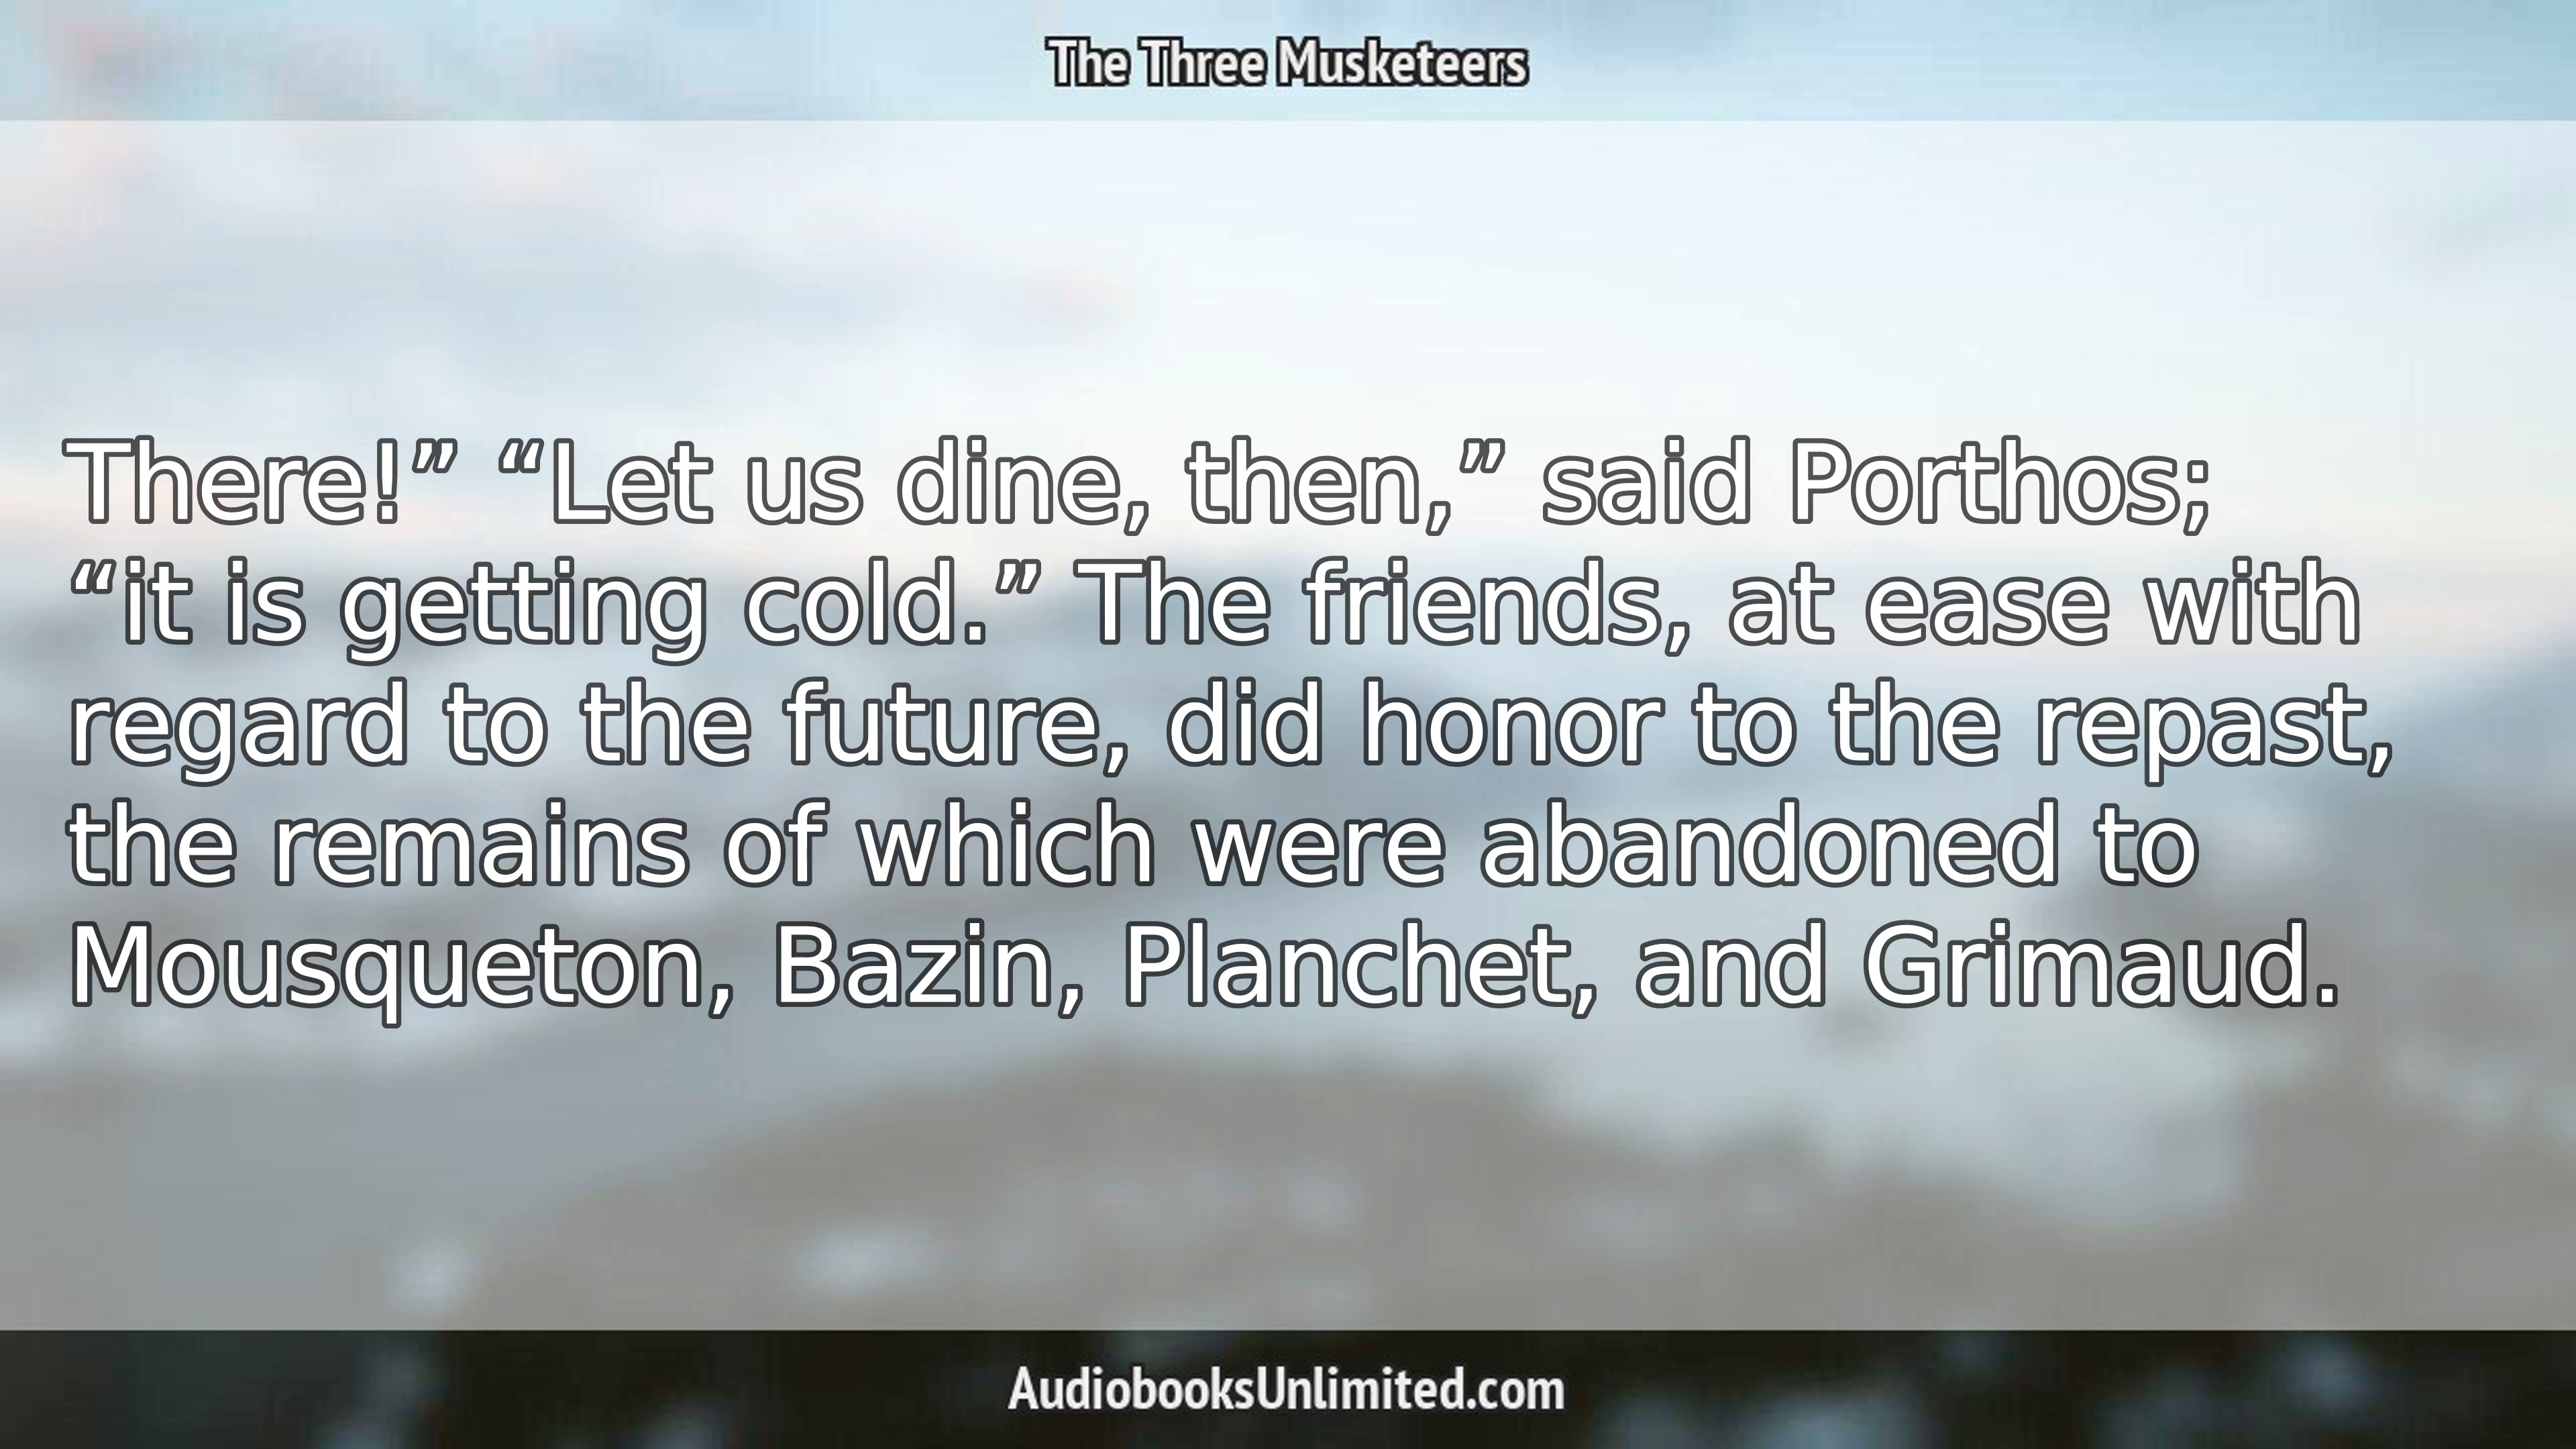 The Three Musketeers
There!” “Let us dine, then,” said Porthos;
“it is getting cold.” The friends, at ease with
regard to the future, did honor to the repast,
the remains of which were abandoned to
Mousqueton, Bazin, Planchet, and Grimaud.
AudiobooksUnlimited.com